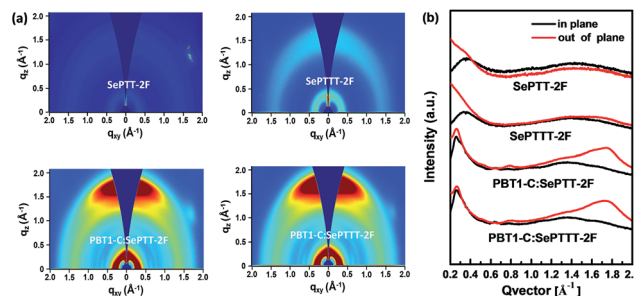 (a)
2.0
1.5
1.0
0.5
0
qz (Å-1)
SePTT-2F
2.0 1.5 1.0 0.5 0 0.5 1.0 1.5 2.0
qxy (Å-1)
2.0
1.5
1.0
0.5
0
qz (Å-1)
SePTTT-2F
2.0 1.5 1.0 0.5 0 0.5 1.0 1.5 2.0
qxy (Å-1)
2.0
1.5
1.0
0.5
0
qz (Å-1)
PBT1-C:SePTT-2F
2.0 1.5 1.0 0.5 0 0.5 1.0 1.5 2.0
qxy (Å-1)
2.0
1.5
1.0
0.5
0
qz (Å-1)
PBT1-C:SePTTT-2F
2.0 1.5 1.0 0.5 0 0.5 1.0 1.5 2.0
qxy (Å-1)
(b)
in plane
out of plane
SePTT-2F
SePTTT-2F
PBT1-C:SePTT-2F
PBT1-C:SePTTT-2F
Intensity (a.u.)
0.2 0.4 0.6 0.8 1.0 1.2 1.4 1.6 1.8 2.
Qvector [Å-1]